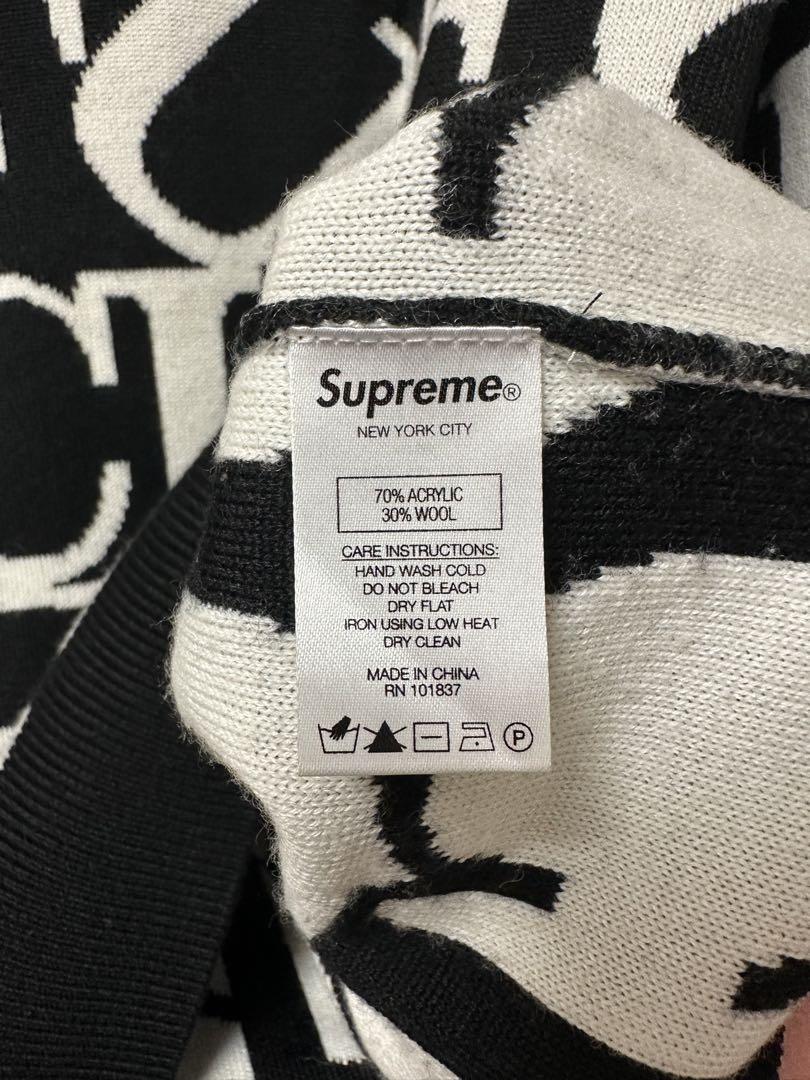 Supreme®
NEW YORK CITY
70% ACRYLIC
30% WOOL
CARE INSTRUCTIONS:
HAND WASH COLD
DO NOT BLEACH
DRY FLAT
IRON USING LOW HEAT
DRY CLEAN
MADE IN CHINA
RN 101837
P